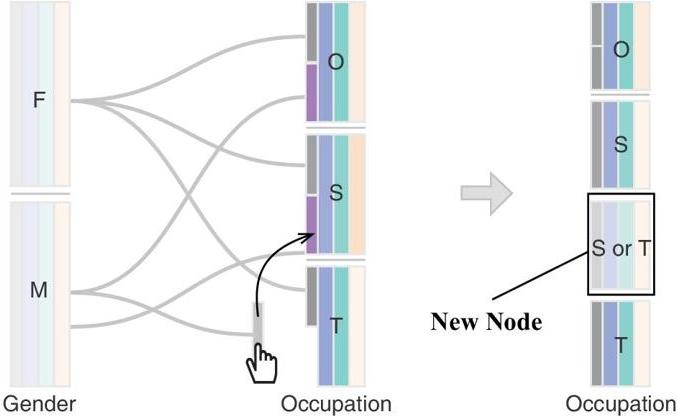 F
M
Gender
O
S
T
Occupation
O
S
S or T
T
New Node
Occupation